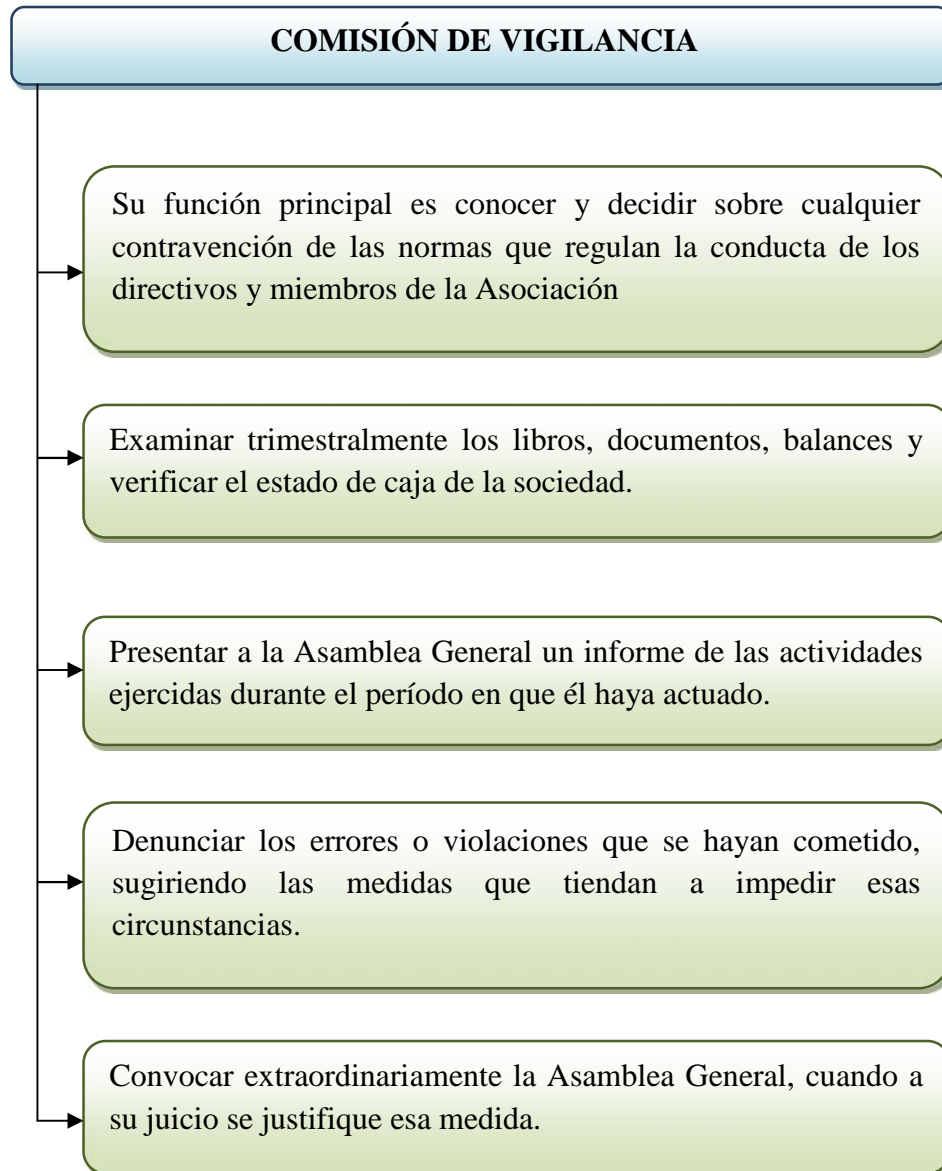 COMISIÓN DE VIGILANCIA
Su función principal es conocer y decidir sobre cualquier
contravención de las normas que regulan la conducta de los
directivos y miembros de la Asociación
Examinar trimestralmente los libros, documentos, balances y
verificar el estado de caja de la sociedad.
Presentar a la Asamblea General un informe de las actividades
ejercidas durante el período en que él haya actuado.
Denunciar los errores o violaciones que se hayan cometido,
sugiriendo las medidas que tiendan a impedir esas
circunstancias.
Convocar extraordinariamente la Asamblea General, cuando a
su juicio se justifique esa medida.